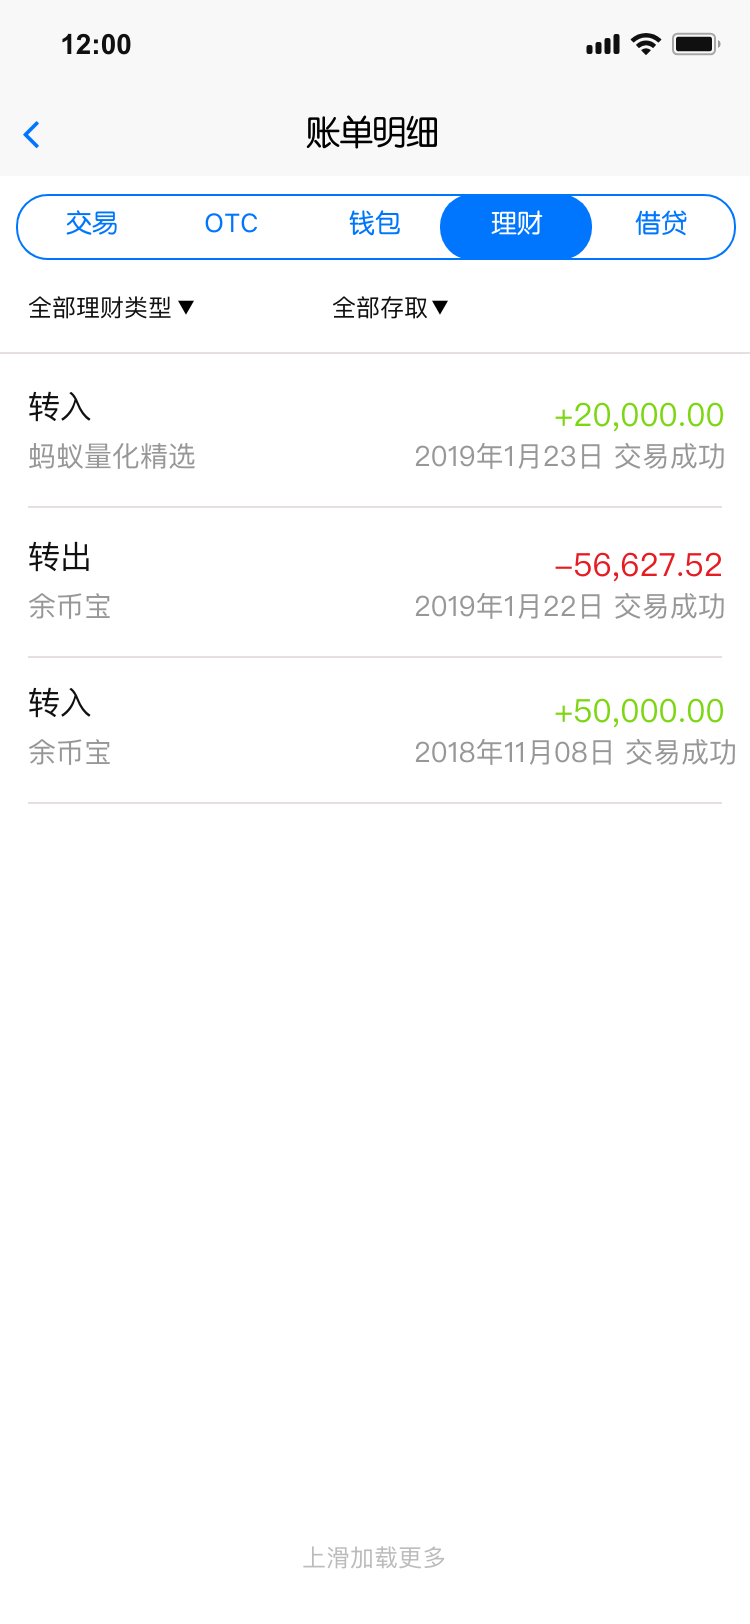 12:00
账单明细
交易 OTC 钱包 理财 借贷
全部理财类型▼ 全部存取▼
转入 +20,000.00
蚂蚁量化精选 2019年1月23日 交易成功
转出 –56,627.52
余币宝 2019年1月22日 交易成功
转入 +50,000.00
余币宝 2018年11月08日 交易成功
上滑加载更多